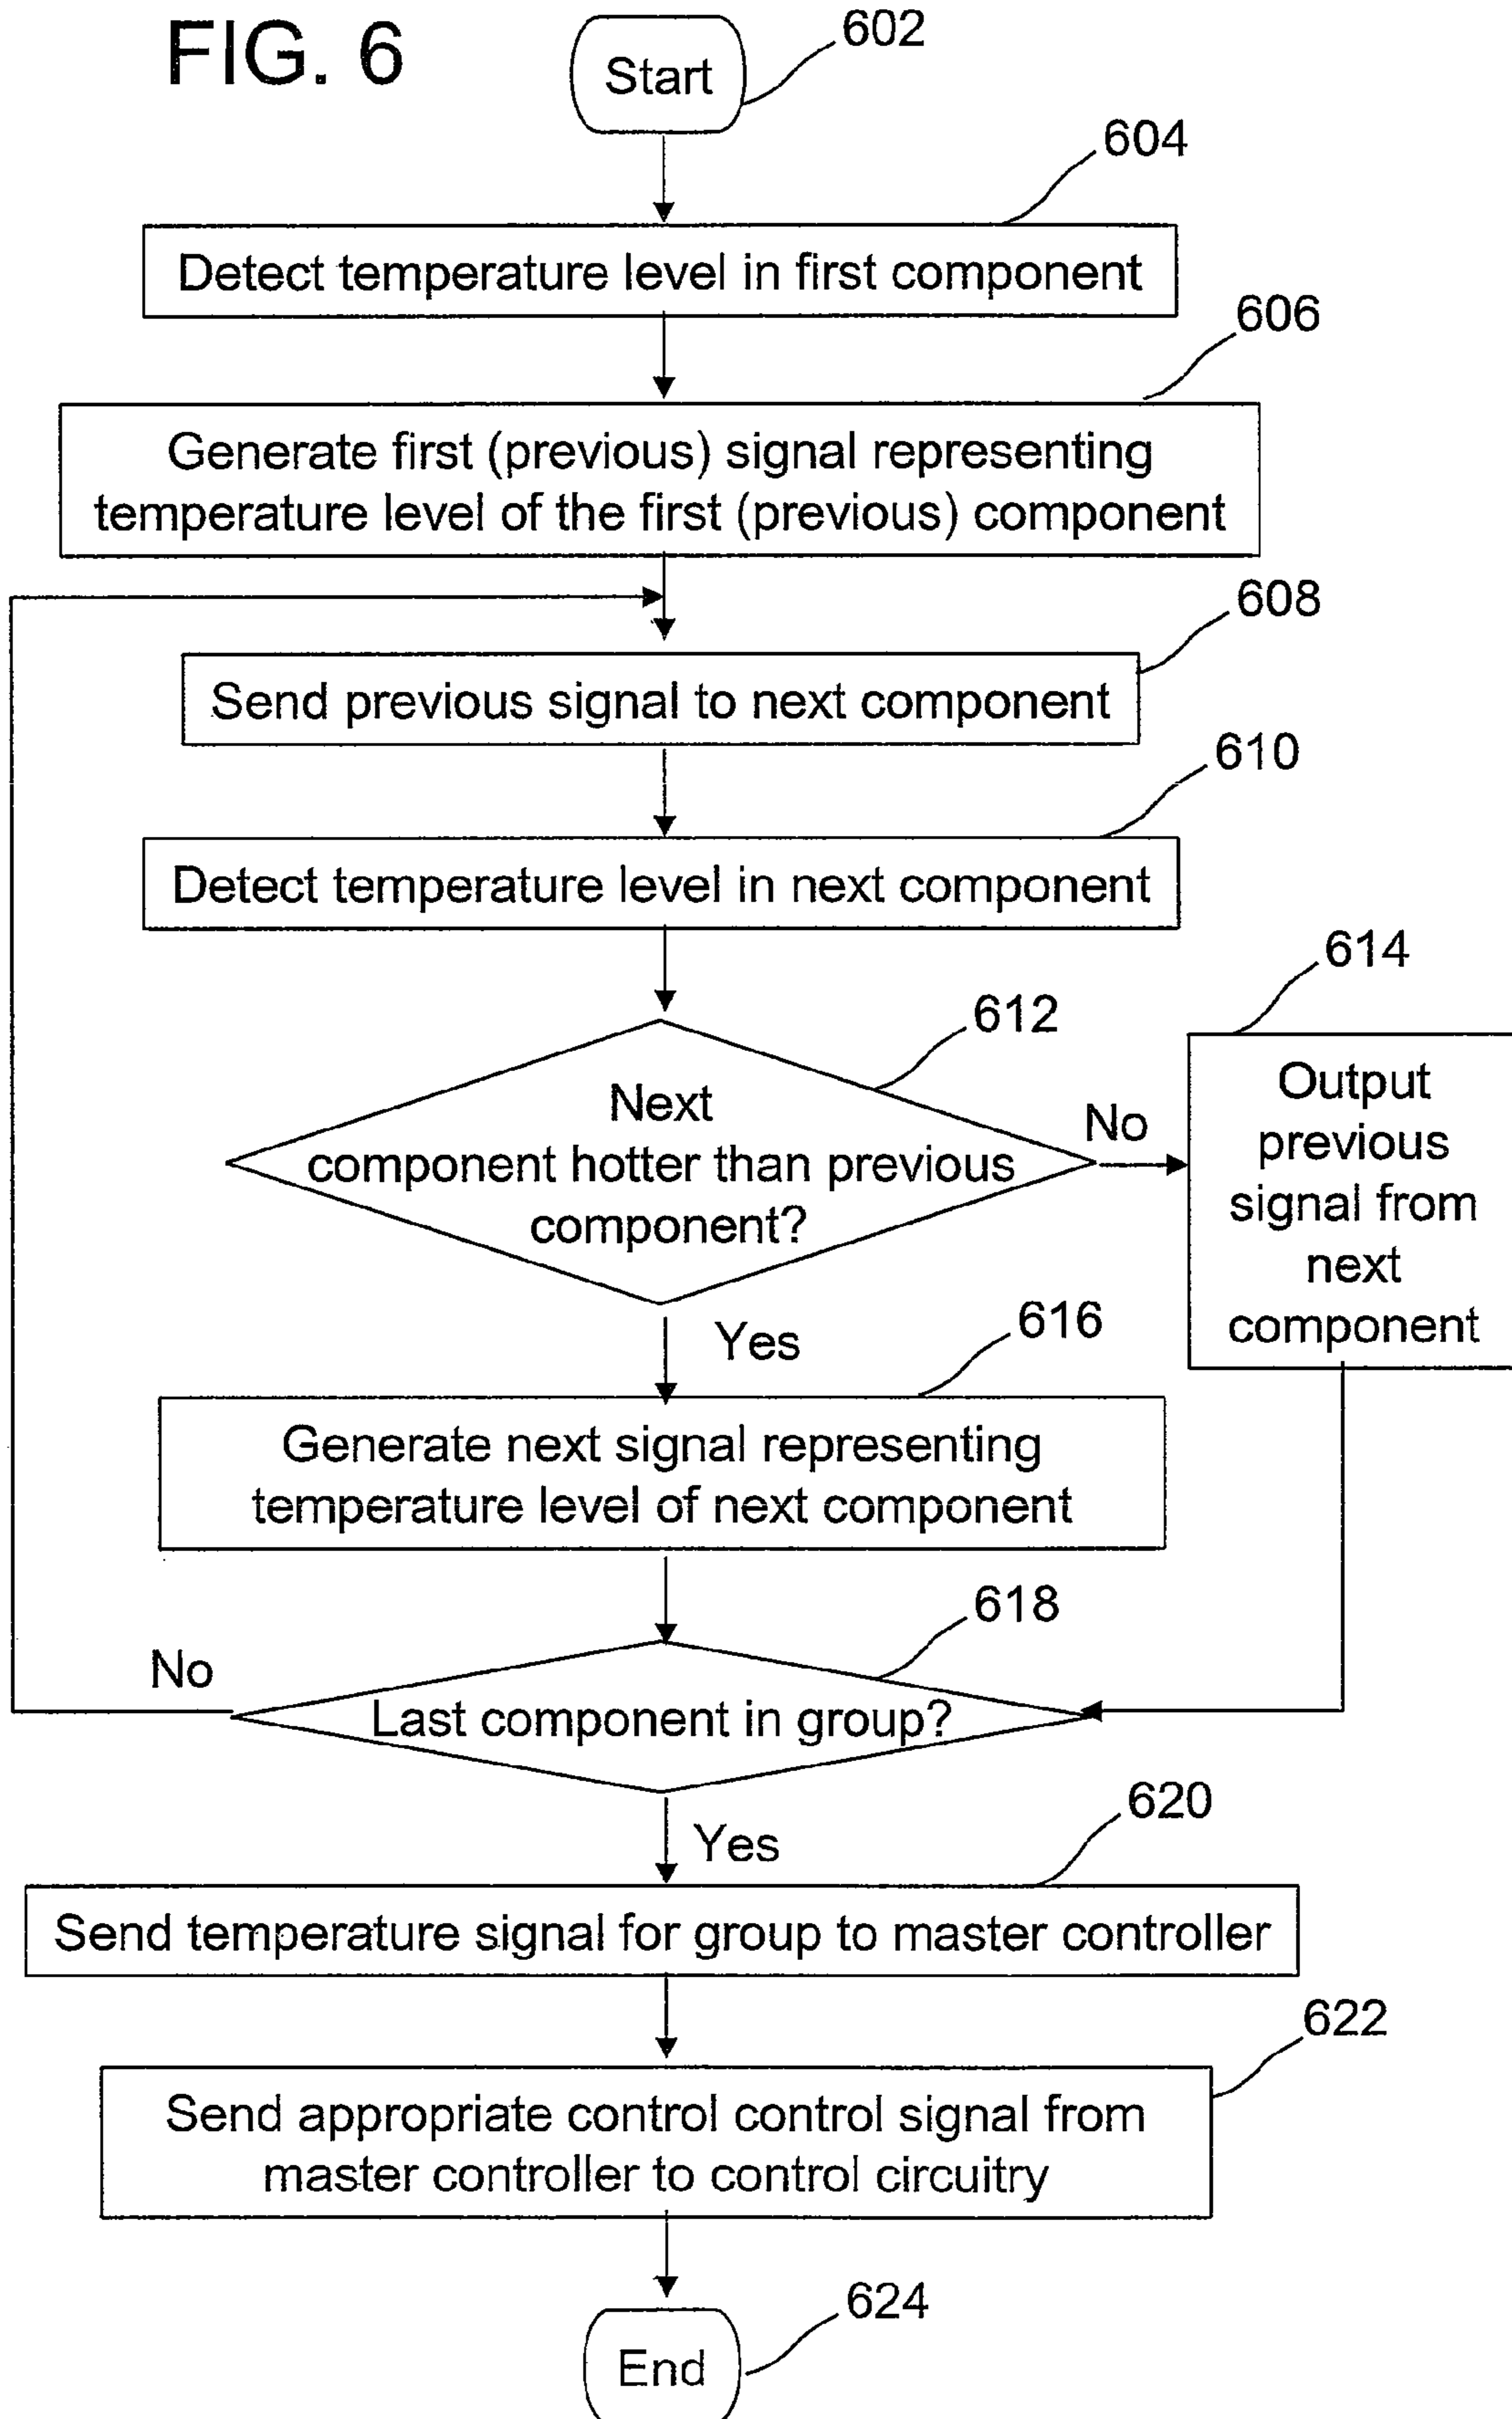 FIG. 6
Start
602
604
Detect temperature level in first component
606
Generate first (previous) signal representing
temperature level of the first (previous) component
608
Send previous signal to next component
610
Detect temperature level in next component
612
614
Next
component hotter than previous
component?
No
Output
previous
signal from
next
component
Yes
616
Generate next signal representing
temperature level of next component
618
No
Last component in group?
Yes
620
Send temperature signal for group to master controller
622
Send appropriate control control signal from
master controller to control circuitry
624
End